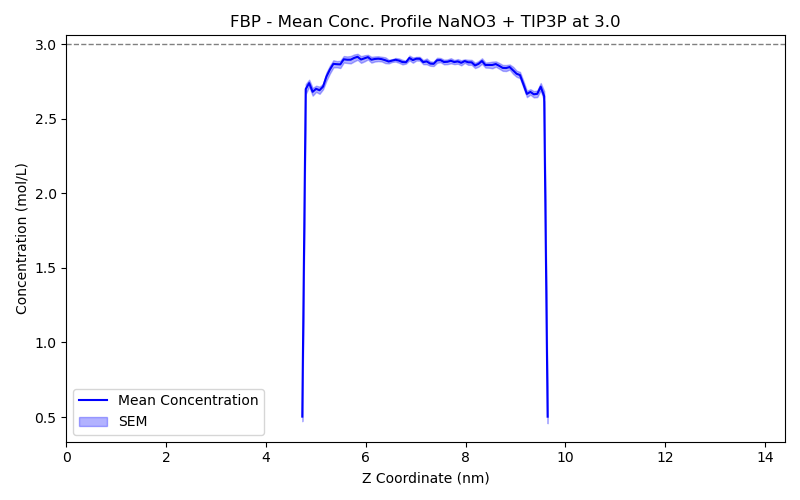 FBP - Mean Conc. Profile NaNO3 + TIP3P at 3.0
3.0
2.5
2.0
1.5
1.0
0.5
Concentration (mol/L)
Mean Concentration
SEM
0 2 4 6 8 10 12 14
Z Coordinate (nm)